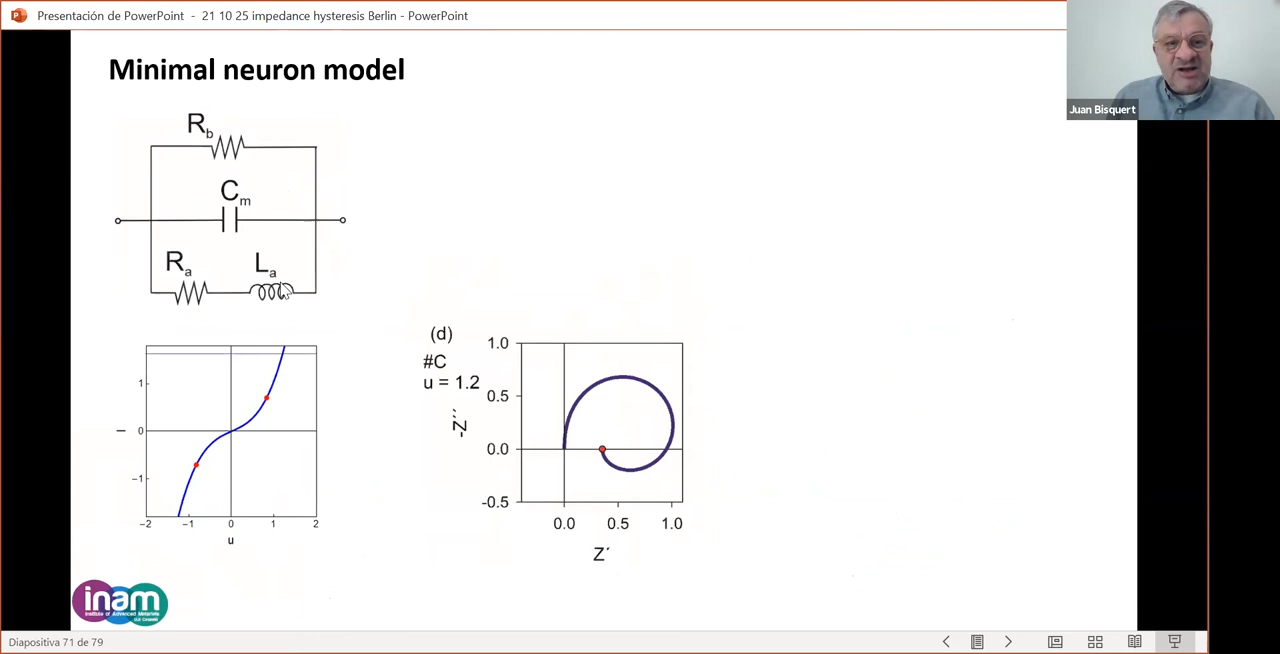 Presentación de PowerPoint - 21 10 25 impedance hysteresis Berlin - PowerPoint
Juan Bisquert
Minimal neuron model
R_b
C_m
R_a
L_a
1
0
−1
−2 −1 0 1 2
I
u
(d)
#C
u = 1.2
1.0
0.5
0.0
-0.5
-Z´´
0.0 0.5 1.0
Z´
inam
Institute of Advanced Materials
Diapositiva 71 de 79